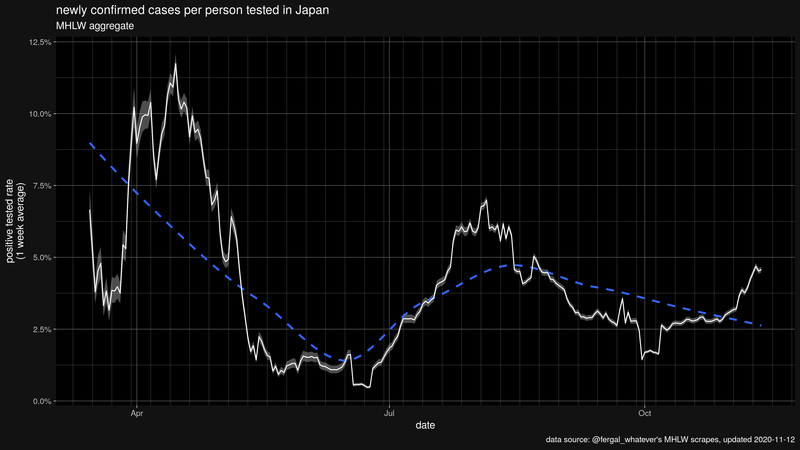 newly confirmed cases per person tested in Japan
MHLW aggregate
12.5%
10.0%
7.5%
5.0%
2.5%
0.0%
positive tested rate
(1 week average)
Apr
Jul
Oct
date
data source: @fergal_whatever's MHLW scrapes, updated 2020-11-12